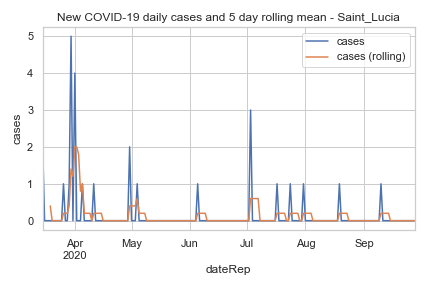 New COVID-19 daily cases and 5 day rolling mean - Saint_Lucia
cases
cases (rolling)
cases
5
4
3
2
1
0
Apr May Jun Jul Aug Sep
2020
dateRep